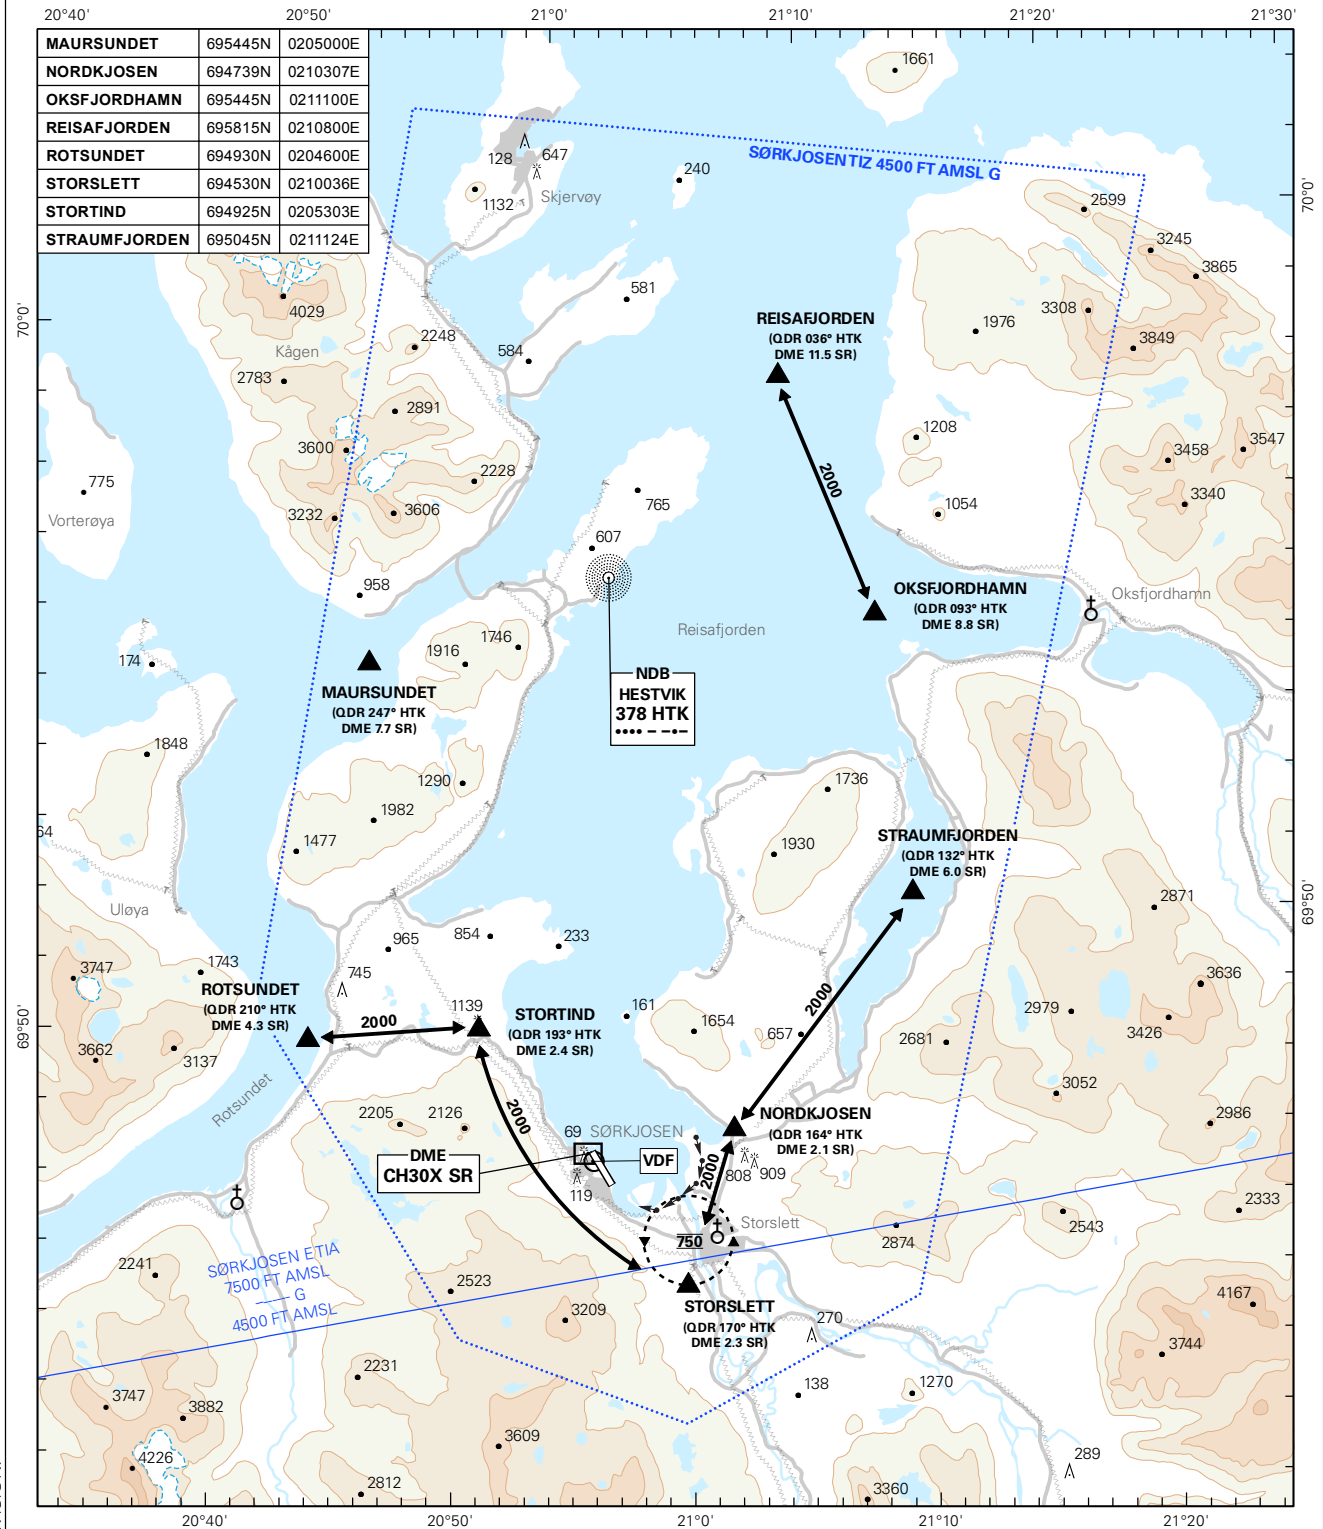 20°40' 20°50' 21°0' 21°10' 21°20' 21°30'
MAURSUNDET 695445N 0205000E
NORDKJOSEN 694739N 0210307E
OKSFJORDHAMN 695445N 0211100E
REISAFJORDEN 695815N 0210800E
ROTSUNDET 694930N 0204600E
STORSLETT 694530N 0210036E
STORTIND 694925N 0205303E
STRAUMFJORDEN 695045N 0211124E
1661
128
647
1132
Skjervøy
240
SØRKJOSEN TIZ 4500 FT AMSL G
70°0'
2599
3245
3865
3308
1976
3849
581
584
4029
Kågen
2248
2783
2891
3600
2228
3232
3606
70°0'
REISAFJORDEN
(QDR 036° HTK
DME 11.5 SR)
2000
1208
1054
3458
3547
3340
775
Vorterøya
765
607
958
OKSFJORDHAMN
(QDR 093° HTK
DME 8.8 SR)
Oksfjordhamn
Reisafjorden
174
1746
1916
MAURSUNDET
(QDR 247° HTK
DME 7.7 SR)
NDB
HESTVIK
378 HTK
1848
1290
1982
1477
64
1736
1930
STRAUMFJORDEN
(QDR 132° HTK
DME 6.0 SR)
2871
69°50'
Uløya
854
233
965
745
1743
3747
ROTSUNDET
(QDR 210° HTK
DME 4.3 SR)
2000
1139
STORTIND
(QDR 193° HTK
DME 2.4 SR)
161
1654
657
2000
2681
2979
3636
3426
3052
2986
69°50'
3662
3137
Rotsundet
2205
2126
2000
69
SØRKJOSEN
DME
CH30X SR
VDF
119
NORDKJOSEN
(QDR 164° HTK
DME 2.1 SR)
2000
808
909
Storslett
750
2874
2543
2333
SØRKJOSEN E TIA
7500 FT AMSL
G
4500 FT AMSL
2241
2523
3209
STORSLETT
(QDR 170° HTK
DME 2.3 SR)
270
4167
3744
2231
138
1270
3747
3882
4226
3609
2812
289
3360
20°40' 20°50' 21°0' 21°10' 21°20'